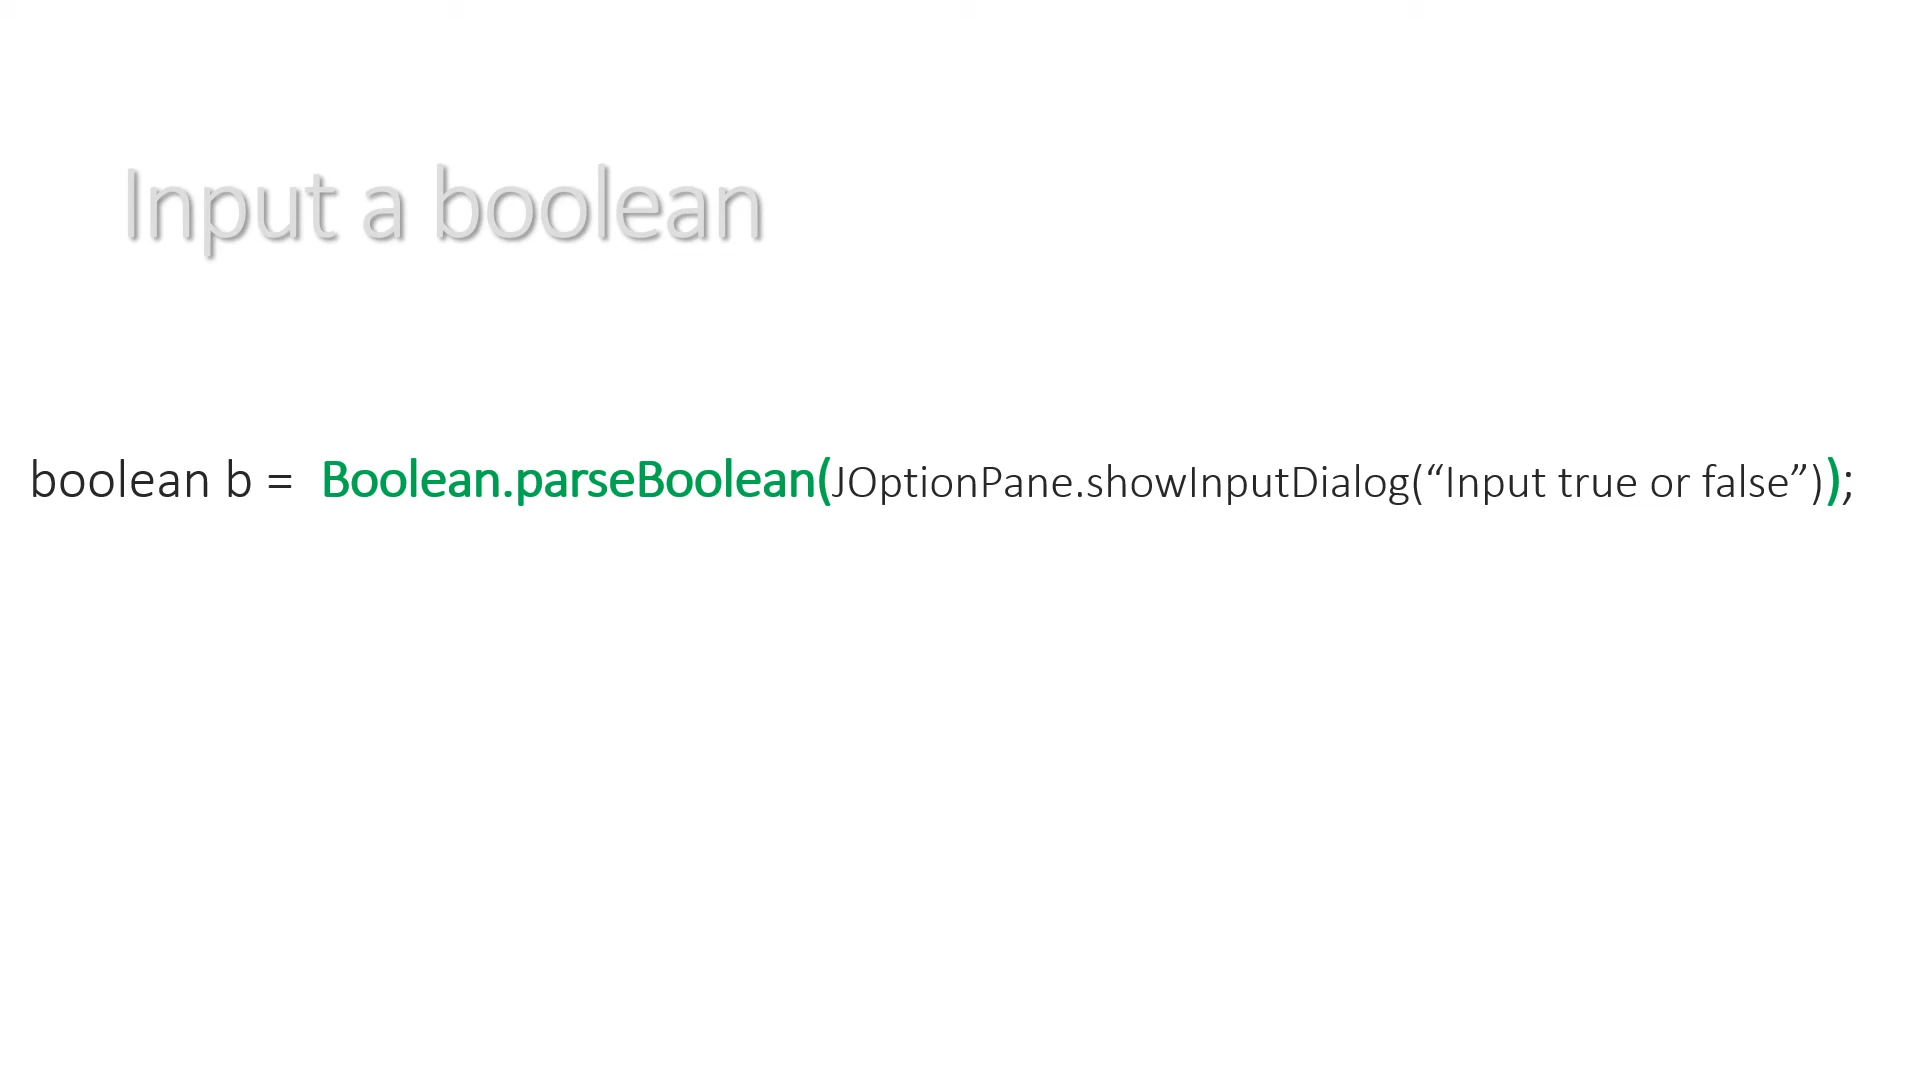 Input a boolean
boolean b = Boolean.parseBoolean(JOptionPane.showInputDialog(“Input true or false”));